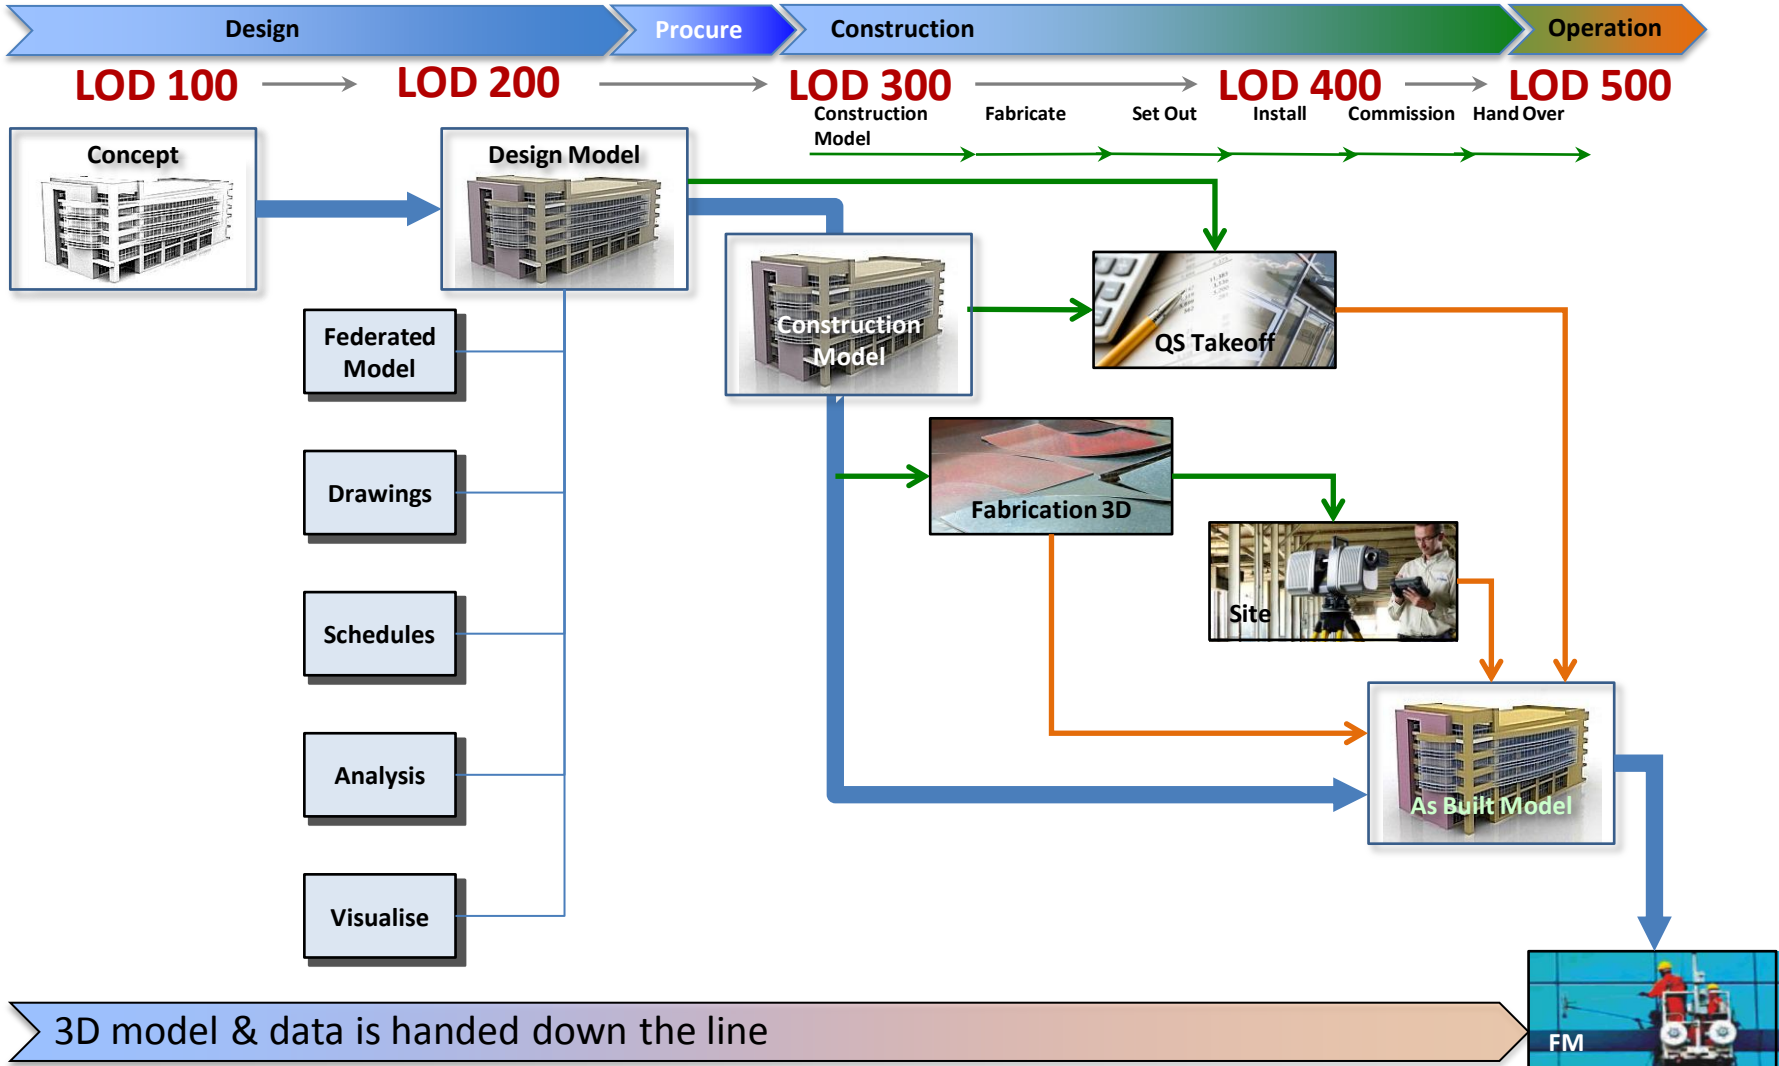 Design
Procure
Construction
Operation
LOD 100
LOD 200
LOD 300
LOD 400
LOD 500
Construction
Model
Fabricate
Set Out
Install
Commission
Hand Over
Concept
Design Model
Construction
Model
QS Takeoff
Federated
Model
Drawings
Fabrication 3D
Schedules
Site
Analysis
As Built Model
Visualise
3D model & data is handed down the line
FM